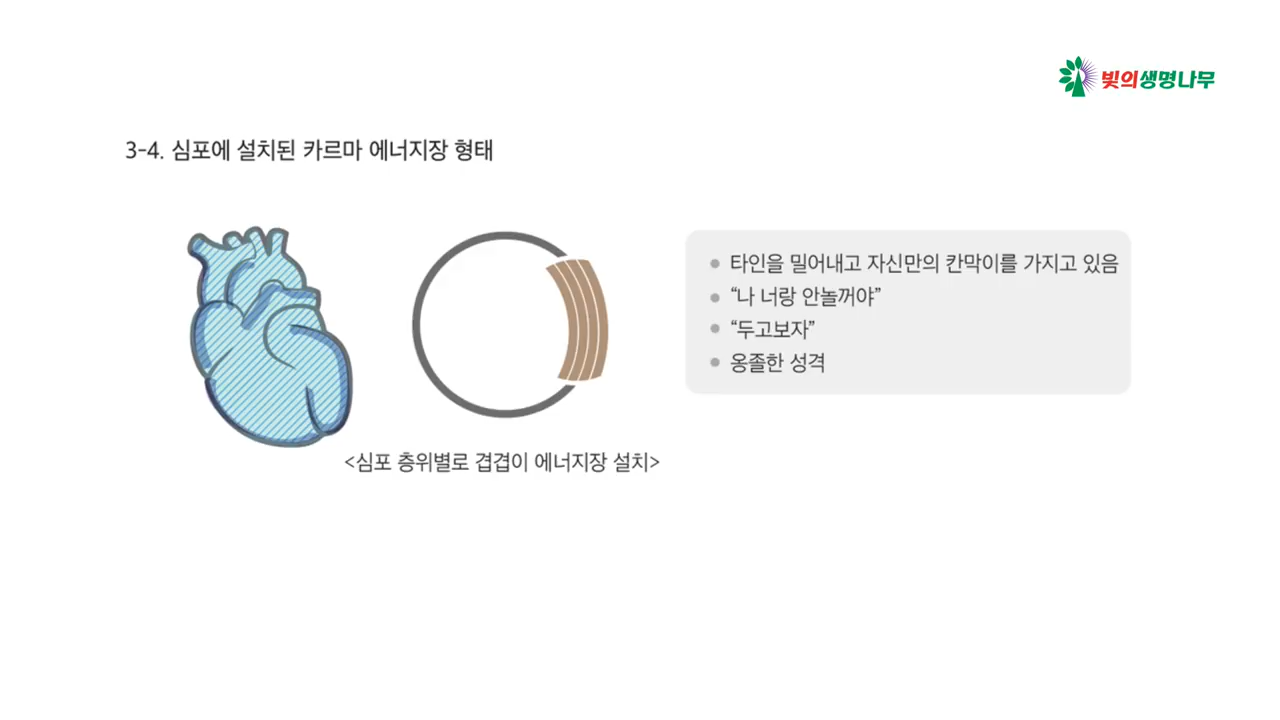 빛의생명나무
3-4. 심포에 설치된 카르마 에너지장 형태
타인을 밀어내고 자신만의 칸막이를 가지고 있음
“나 너랑 안놀꺼야”
“두고보자”
옹졸한 성격
<심포 층위별로 겹겹이 에너지장 설치>